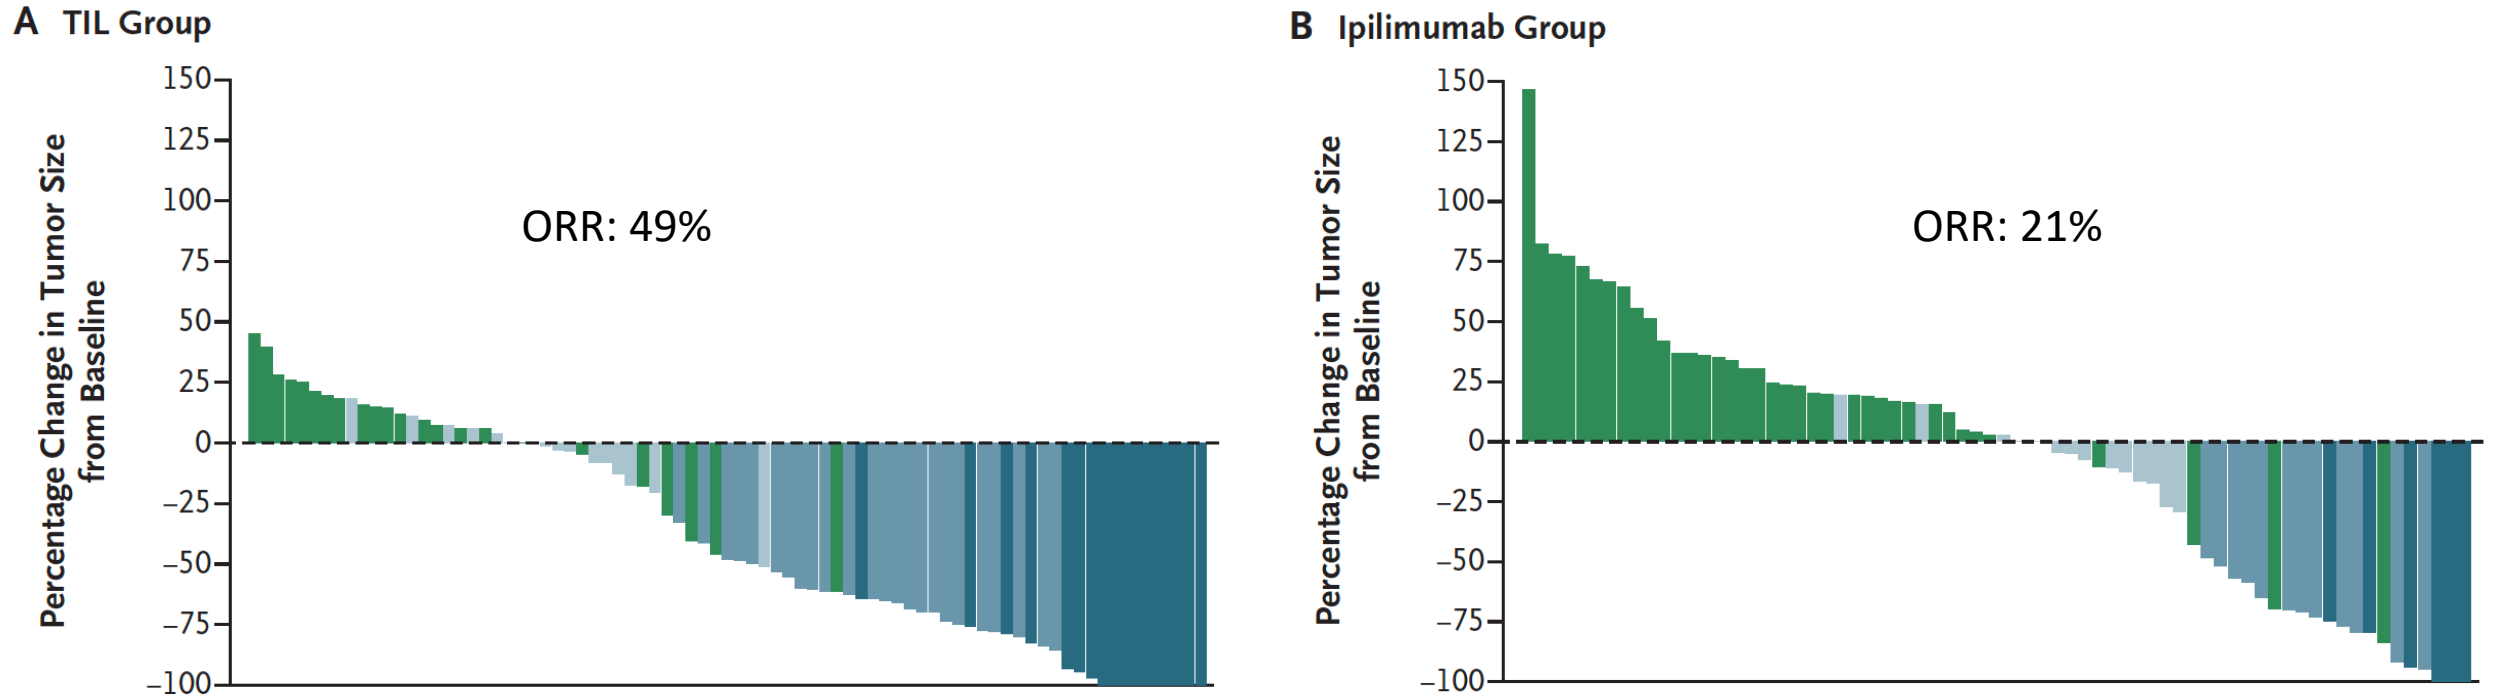 A TIL Group
150
125
100
75
50
25
0
−25
−50
−75
−100
Percentage Change in Tumor Size
from Baseline
ORR: 49%
B Ipilimumab Group
150
125
100
75
50
25
0
−25
−50
−75
−100
Percentage Change in Tumor Size
from Baseline
ORR: 21%